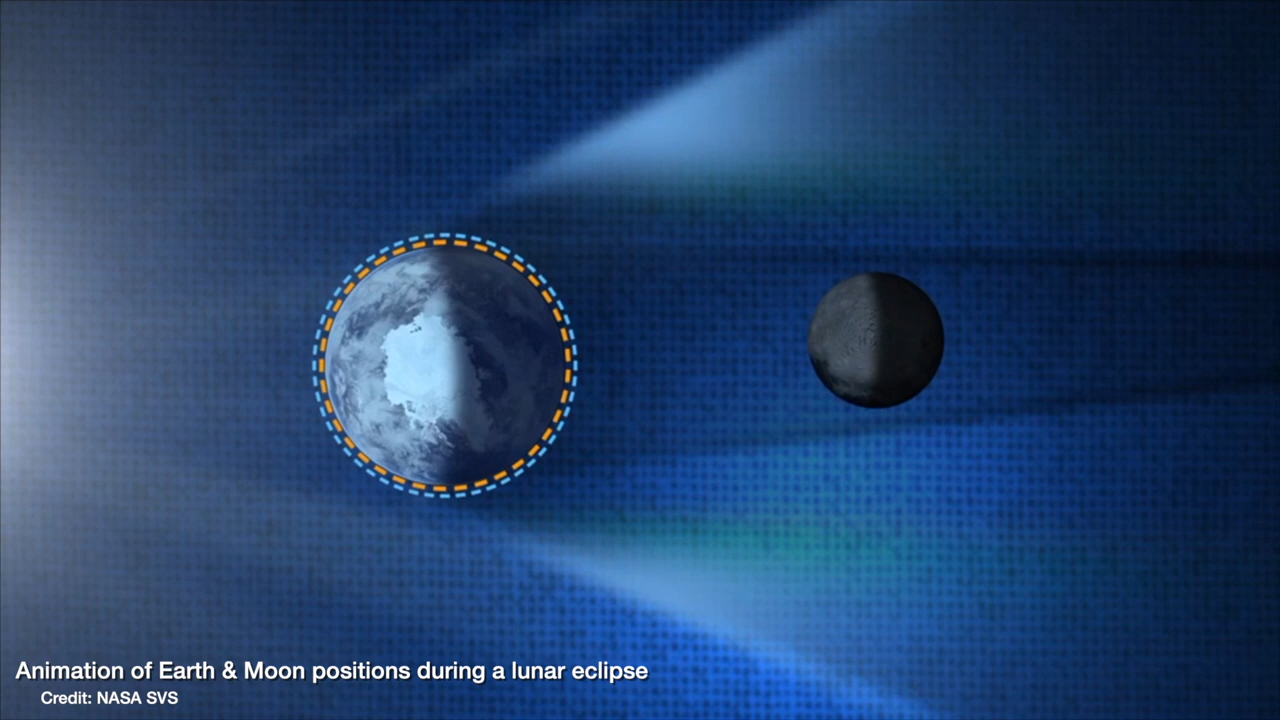 Animation of Earth & Moon positions during a lunar eclipse
Credit: NASA SVS